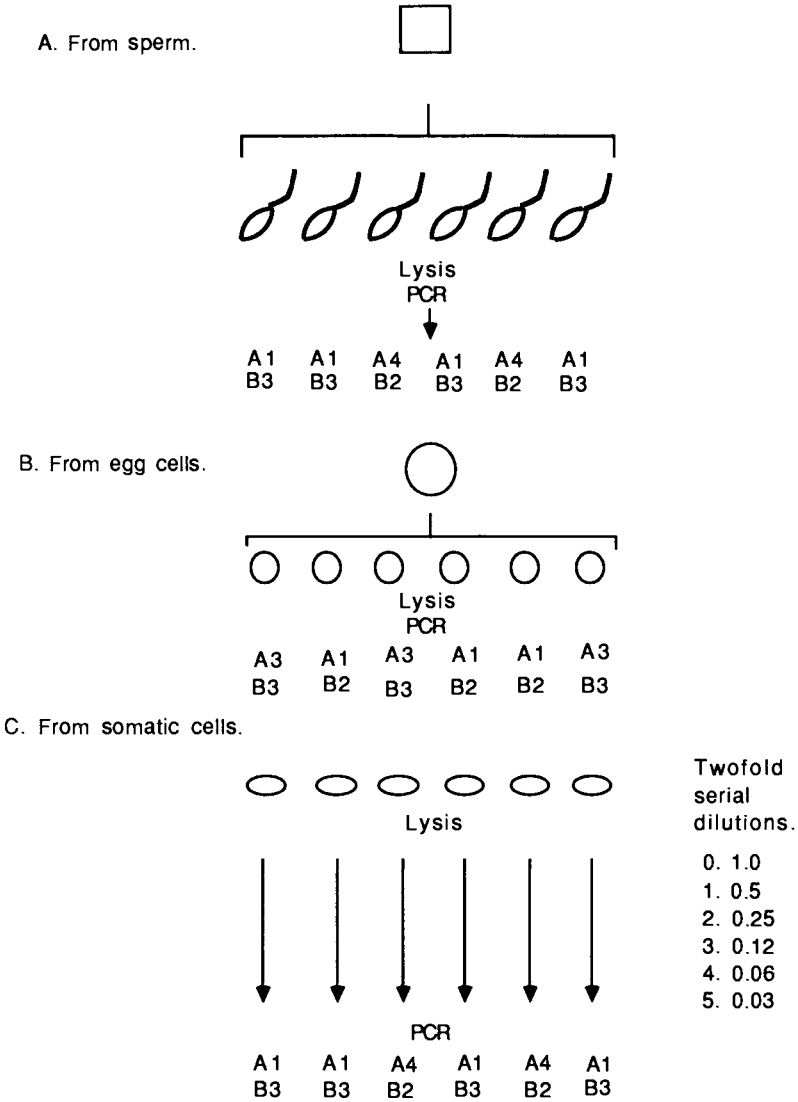 A. From sperm.
Lysis
PCR
A1 A1 A4 A1 A4 A1
B3 B3 B2 B3 B2 B3
B. From egg cells.
Lysis
PCR
A3 A1 A3 A1 A1 A3
B3 B2 B3 B2 B2 B3
C. From somatic cells.
Lysis
Twofold
serial
dilutions.
0. 1.0
1. 0.5
2. 0.25
3. 0.12
4. 0.06
5. 0.03
PCR
A1 A1 A4 A1 A4 A1
B3 B3 B2 B3 B2 B3